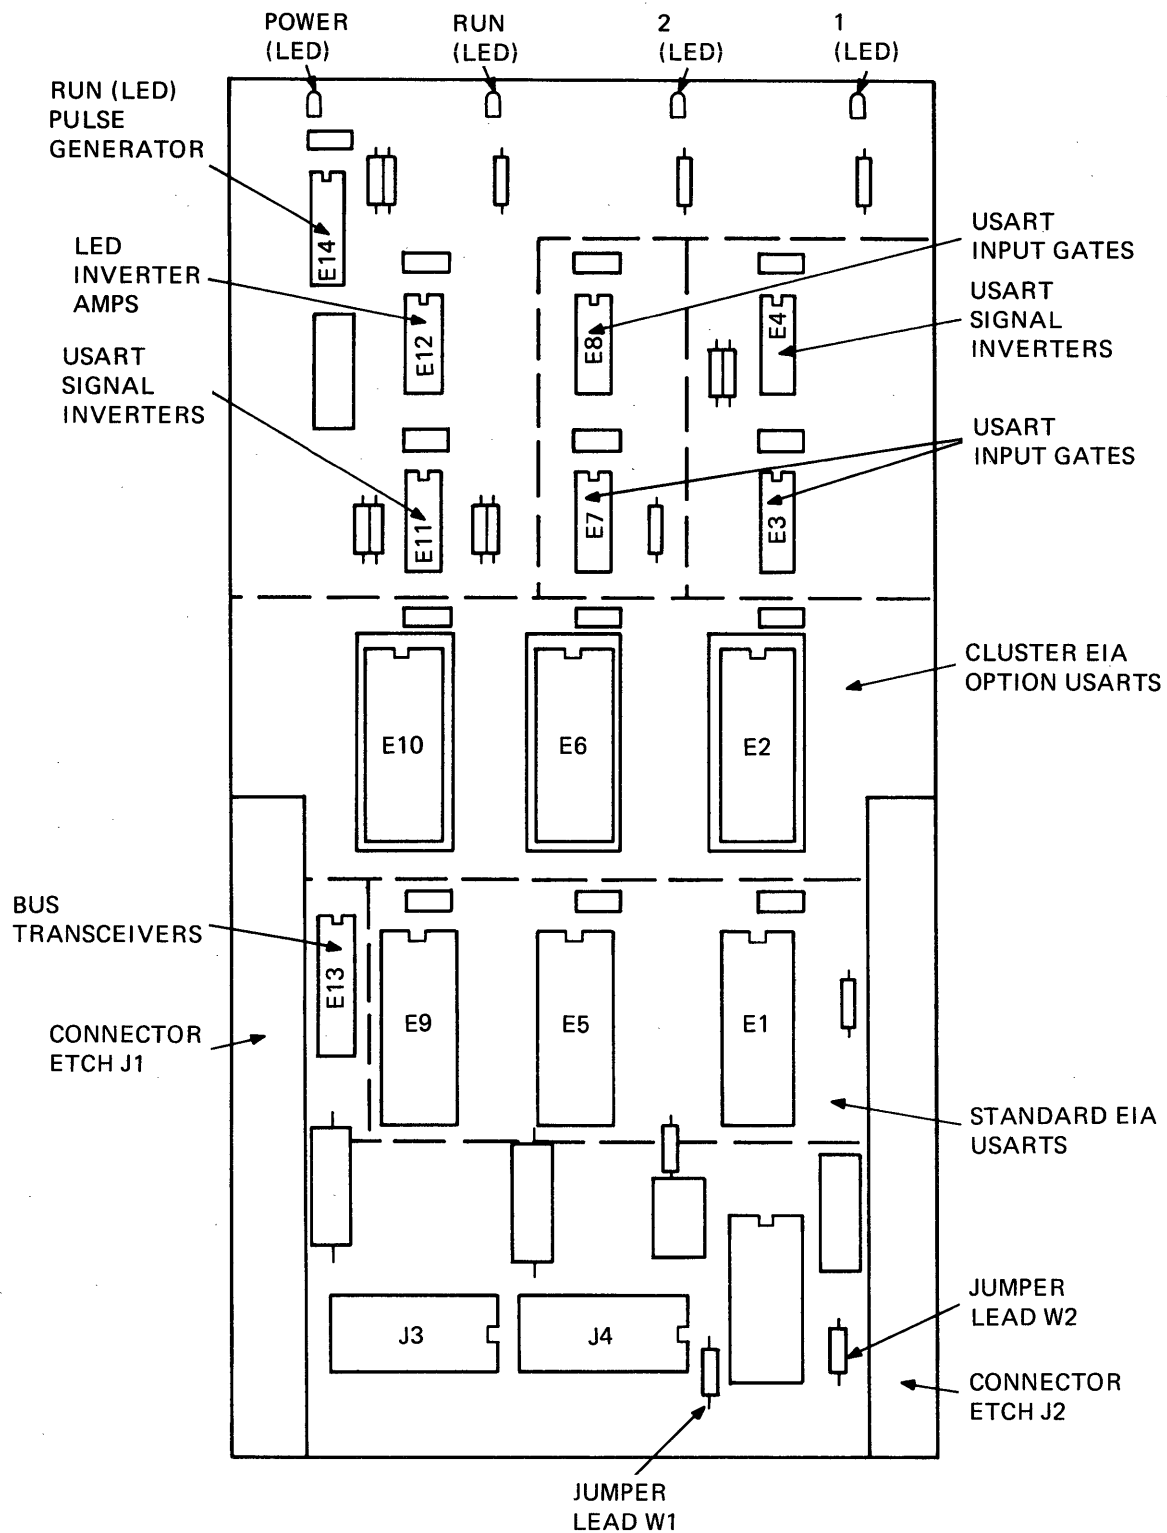 POWER
(LED)
RUN
(LED)
2
(LED)
1
(LED)
RUN (LED)
PULSE
GENERATOR
LED
INVERTER
AMPS
USART
SIGNAL
INVERTERS
USART
INPUT GATES
USART
SIGNAL
INVERTERS
USART
INPUT GATES
E14
E12
E8
E4
E11
E7
E3
CLUSTER EIA
OPTION USARTS
E10
E6
E2
BUS
TRANSCEIVERS
E13
E9
E5
E1
CONNECTOR
ETCH J1
STANDARD EIA
USARTS
J3
J4
JUMPER
LEAD W2
CONNECTOR
ETCH J2
JUMPER
LEAD W1